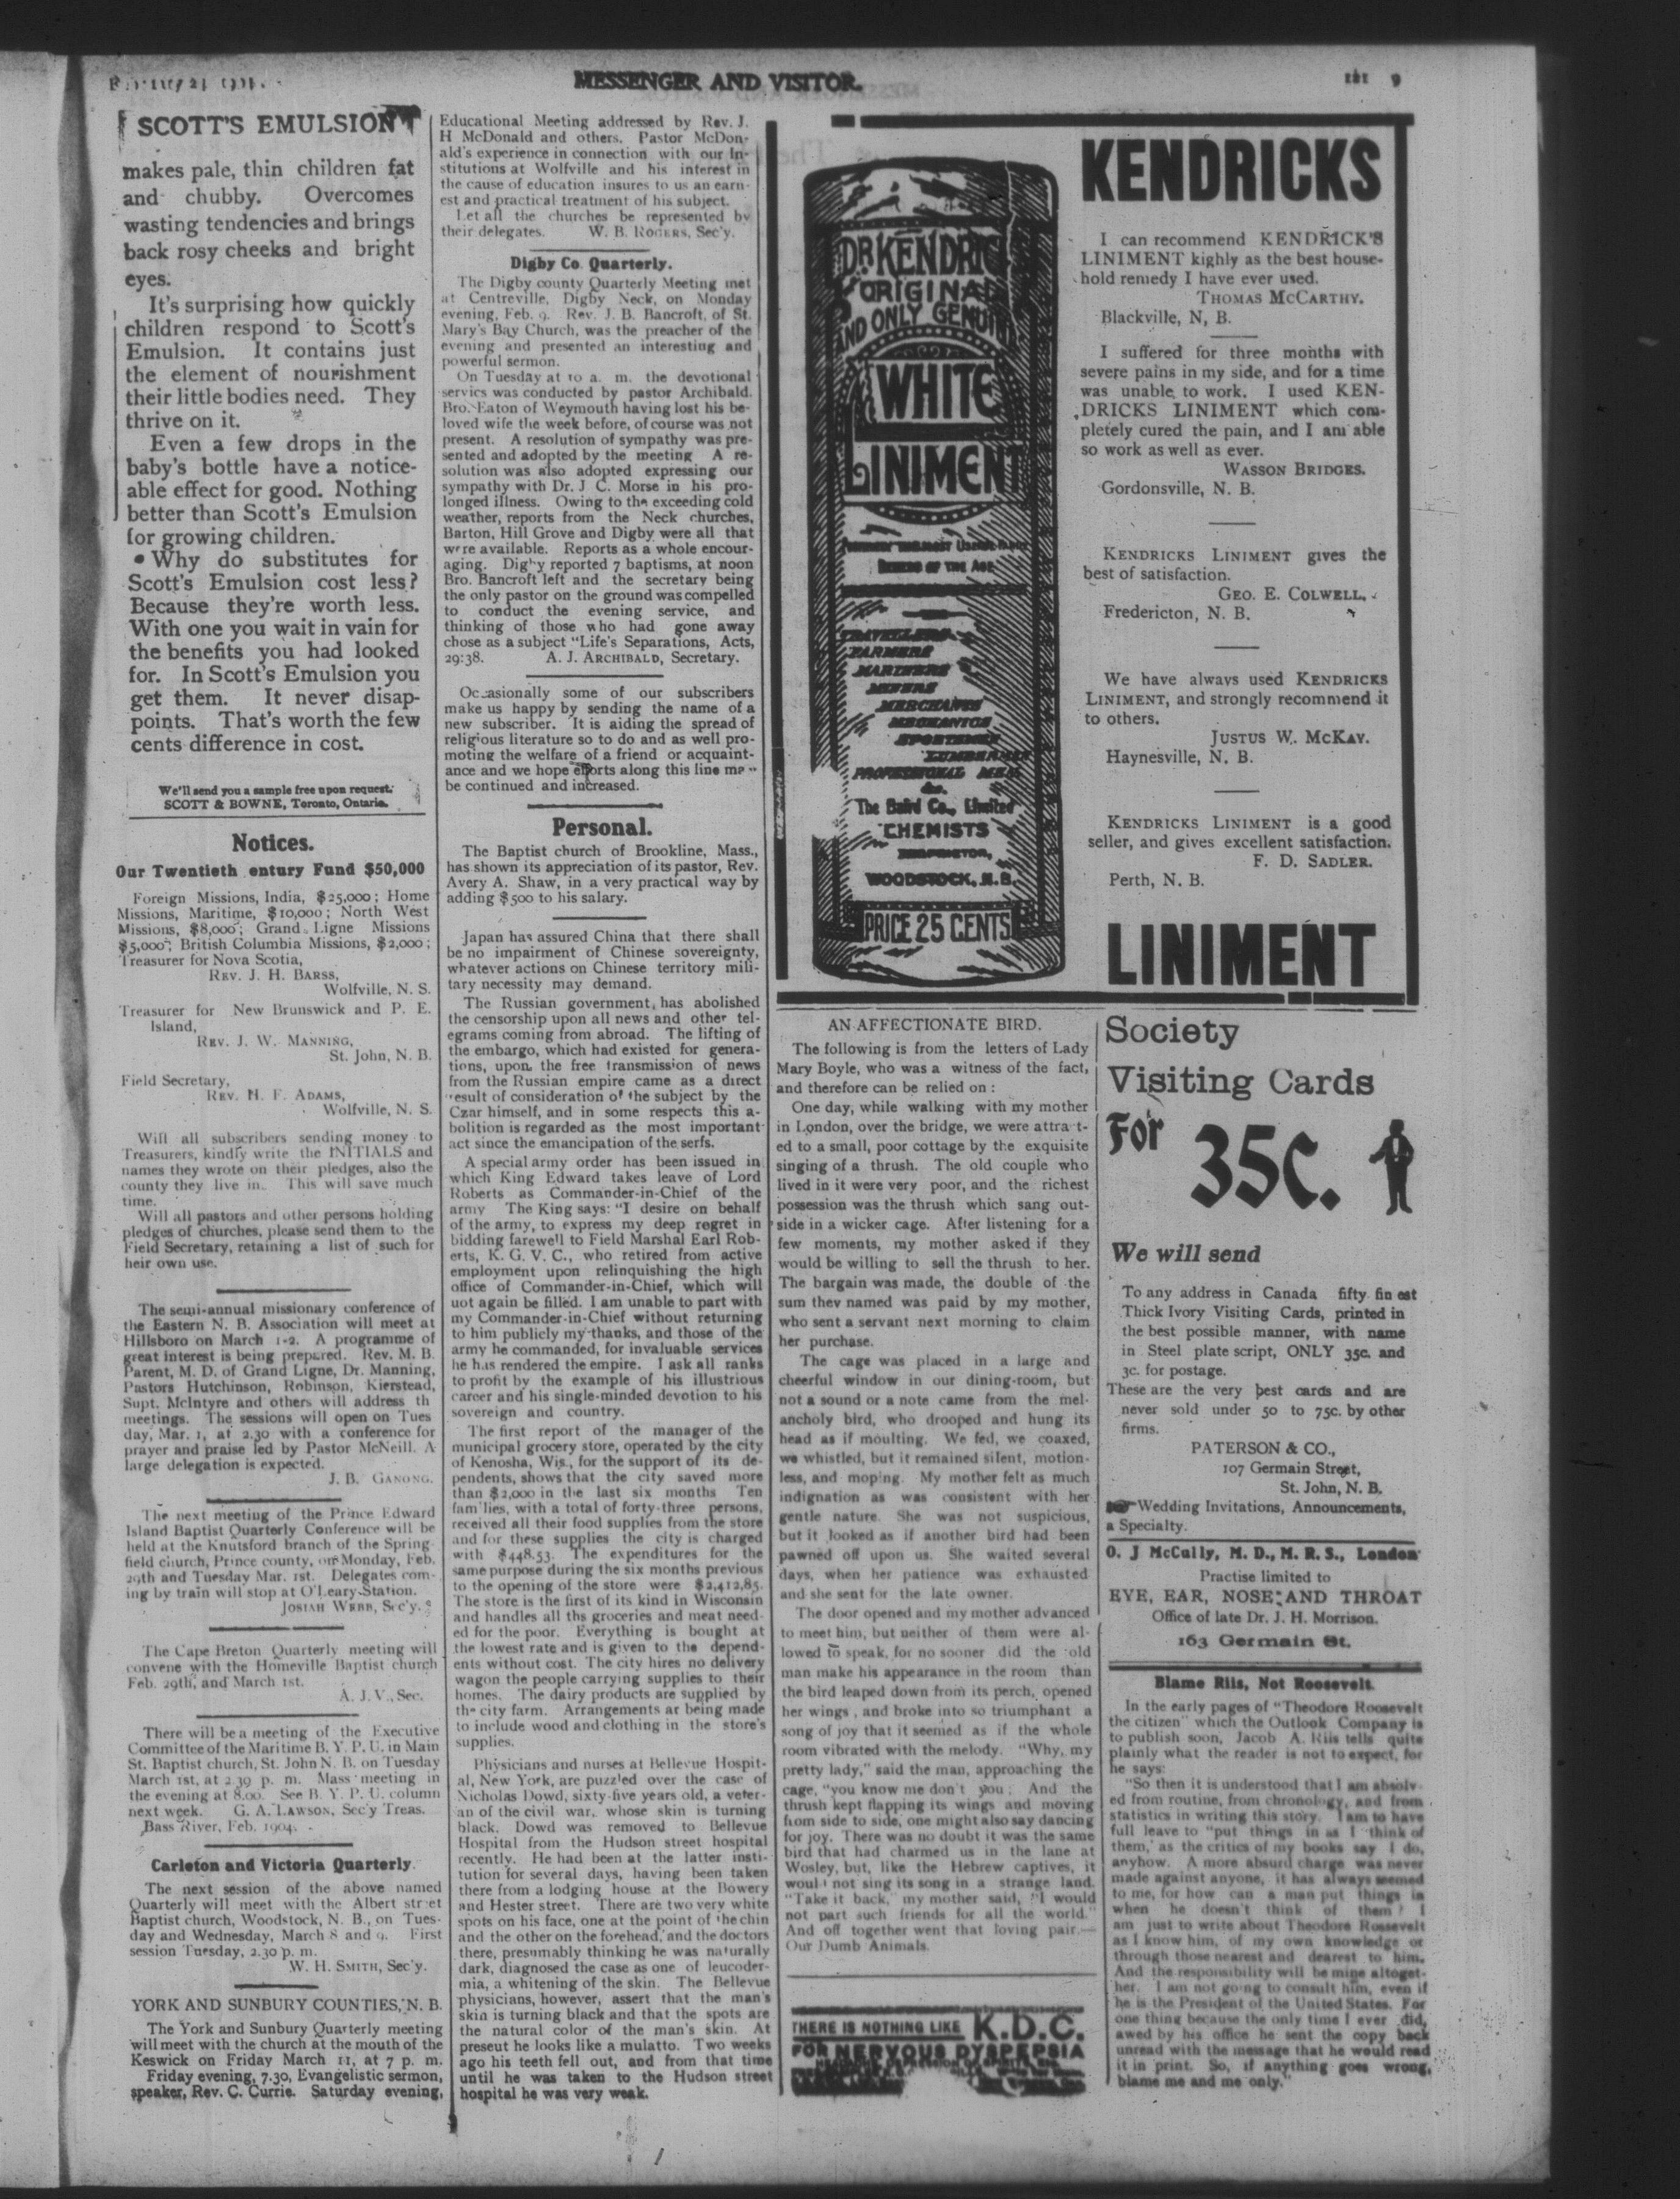 MESSENGER AND VISITOR.
9
SCOTT'S EMULSION
makes pale, thin children fat
and chubby. Overcomes
wasting tendencies and brings
back rosy cheeks and bright
eyes.
It's surprising how quickly
children respond to Scott's
Emulsion. It contains just
the element of nourishment
their little bodies need. They
thrive on it.
Even a few drops in the
baby's bottle have a notice-
able effect for good. Nothing
better than Scott's Emulsion
for growing children.
Why do substitutes for
Scott's Emulsion cost less?
Because they're worth less.
With one you wait in vain for
the benefits you had looked
for. In Scott's Emulsion you
get them. It never disap-
points. That's worth the few
cents difference in cost.
We'll send you a sample free upon request.
SCOTT & BOWNE, Toronto, Ontario.
Notices.
Our Twentieth entury Fund $50,000
Foreign Missions, India, $25,000; Home
Missions, Maritime, $10,000; North West
Missions, $8,000; Grand Ligne Missions
$5,000; British Columbia Missions, $2,000;
Treasurer for Nova Scotia,
REV. J. H. BARSS,
Wolfville, N. S.
Treasurer for New Brunswick and P. E.
Island,
REV. J. W. MANNING,
St. John, N. B.
Field Secretary,
REV. H. F. ADAMS,
Wolfville, N. S.
Will all subscribers sending money to
Treasurers, kindly write the INITIALS and
names they wrote on their pledges, also the
county they live in. This will save much
time.
Will all pastors and other persons holding
pledges of churches, please send them to the
Field Secretary, retaining a list of such for
heir own use.
The semi-annual missionary conference of
the Eastern N. B. Association will meet at
Hillsboro on March 1-2. A programme of
great interest is being prepared. Rev. M. B.
Parent, M. D. of Grand Ligne, Dr. Manning,
Pastors Hutchinson, Robinson, Kierstead,
Supt. McIntyre and others will address th
meetings. The sessions will open on Tues
day, Mar. 1, at 2.30 with a conference for
prayer and praise led by Pastor McNeill. A
large delegation is expected.
J. B. GANONG.
The next meeting of the Prince Edward
Island Baptist Quarterly Conference will be
held at the Knutsford branch of the Spring-
field church, Prince county, on Monday, Feb.
29th and Tuesday Mar. 1st. Delegates com-
ing by train will stop at O'Leary Station.
JOSIAH WEBB, Sec'y.
The Cape Breton Quarterly meeting will
convene with the Homeville Baptist church
Feb. 29th, and March 1st.
A. J. V., Sec.
There will be a meeting of the Executive
Committee of the Maritime B. Y. P. U. in Main
St. Baptist church, St. John N. B. on Tuesday
March 1st, at 2.30 p. m. Mass meeting in
the evening at 8.00. See B. Y. P. U. column
next week. G. A. LAWSON, Sec'y Treas.
Bass River, Feb. 1904.
Carleton and Victoria Quarterly.
The next session of the above named
Quarterly will meet with the Albert street
Baptist church, Woodstock, N. B., on Tues-
day and Wednesday, March 8 and 9. First
session Tuesday, 2.30 p. m.
W. H. SMITH, Sec'y.
YORK AND SUNBURY COUNTIES, N. B.
The York and Sunbury Quarterly meeting
will meet with the church at the mouth of the
Keswick on Friday March 11, at 7 p. m.
Friday evening, 7.30, Evangelistic sermon,
speaker, Rev. C. Currie. Saturday evening,
Educational Meeting addressed by Rev. J.
H McDonald and others. Pastor McDon-
ald's experience in connection with our In-
stitutions at Wolfville and his interest in
the cause of education insures to us an earn-
est and practical treatment of his subject.
Let all the churches be represented by
their delegates. W. B. ROGERS, Sec'y.
Digby Co. Quarterly.
The Digby county Quarterly Meeting met
at Centreville, Digby Neck, on Monday
evening, Feb. 9. Rev. J. B. Bancroft, of St.
Mary's Bay Church, was the preacher of the
evening and presented an interesting and
powerful sermon.
On Tuesday at 10 a. m. the devotional
servics was conducted by pastor Archibald.
Bro. Eaton of Weymouth having lost his be-
loved wife the week before, of course was not
present. A resolution of sympathy was pre-
sented and adopted by the meeting A re-
solution was also adopted expressing our
sympathy with Dr. J C. Morse in his pro-
longed illness. Owing to the exceeding cold
weather, reports from the Neck churches,
Barton, Hill Grove and Digby were all that
were available. Reports as a whole encour-
aging. Digby reported 7 baptisms, at noon
Bro. Bancroft left and the secretary being
the only pastor on the ground was compelled
to conduct the evening service, and
thinking of those who had gone away
chose as a subject "Life's Separations, Acts,
29:38. A. J. ARCHIBALD, Secretary.
Occasionally some of our subscribers
make us happy by sending the name of a
new subscriber. It is aiding the spread of
religious literature so to do and as well pro-
moting the welfare of a friend or acquaint-
ance and we hope efforts along this line may
be continued and increased.
Personal.
The Baptist church of Brookline, Mass.,
has shown its appreciation of its pastor, Rev.
Avery A. Shaw, in a very practical way by
adding $500 to his salary.
Japan has assured China that there shall
be no impairment of Chinese sovereignty,
whatever actions on Chinese territory mili-
tary necessity may demand.
The Russian government, has abolished
the censorship upon all news and other tel-
egrams coming from abroad. The lifting of
the embargo, which had existed for genera-
tions, upon the free transmission of news
from the Russian empire came as a direct
result of consideration of the subject by the
Czar himself, and in some respects this a-
bolition is regarded as the most important
act since the emancipation of the serfs.
A special army order has been issued in
which King Edward takes leave of Lord
Roberts as Commander-in-Chief of the
army The King says: "I desire on behalf
of the army, to express my deep regret in
bidding farewell to Field Marshal Earl Rob-
erts, K. G. V. C., who retired from active
employment upon relinquishing the high
office of Commander-in-Chief, which will
uot again be filled. I am unable to part with
my Commander-in-Chief without returning
to him publicly my thanks, and those of the
army he commanded, for invaluable services
he has rendered the empire. I ask all ranks
to profit by the example of his illustrious
career and his single-minded devotion to his
sovereign and country.
The first report of the manager of the
municipal grocery store, operated by the city
of Kenosha, Wis., for the support of its de-
pendents, shows that the city saved more
than $2,000 in the last six months Ten
families, with a total of forty-three persons,
received all their food supplies from the store
and for these supplies the city is charged
with $448.53. The expenditures for the
same purpose during the six months previous
to the opening of the store were $2,412,85.
The store is the first of its kind in Wisconsin
and handles all ths groceries and meat need-
ed for the poor. Everything is bought at
the lowest rate and is given to the depend-
ents without cost. The city hires no delivery
wagon the people carrying supplies to their
homes. The dairy products are supplied by
the city farm. Arrangements ar being made
to include wood and clothing in the store's
supplies.
Physicians and nurses at Bellevue Hospit-
al, New York, are puzzled over the case of
Nicholas Dowd, sixty-five years old, a veter-
an of the civil war, whose skin is turning
black. Dowd was removed to Bellevue
Hospital from the Hudson street hospital
recently. He had been at the latter insti-
tution for several days, having been taken
there from a lodging house at the Bowery
and Hester street. There are two very white
spots on his face, one at the point of the chin
and the other on the forehead, and the doctors
there, presumably thinking he was naturally
dark, diagnosed the case as one of leucoder-
mia, a whitening of the skin. The Bellevue
physicians, however, assert that the man's
skin is turning black and that the spots are
the natural color of the man's skin. At
preseut he looks like a mulatto. Two weeks
ago his teeth fell out, and from that time
until he was taken to the Hudson street
hospital he was very weak.
DR. KENDRIC
ORIGINAL
AND ONLY GENUINE
WHITE
LINIMENT
TRAVELLERS
FARMERS
MARINERS
MINERS
MERCHANTS
MECHANICS
SPORTSMEN
LUMBERMEN
PROFESSIONAL MEN
&c.
The Baird Co., Limited
CHEMISTS
WOODSTOCK, N.B.
PRICE 25 CENTS
KENDRICKS
I can recommend KENDRICK'S
LINIMENT kighly as the best house-
hold remedy I have ever used.
THOMAS MCCARTHY.
Blackville, N, B.
I suffered for three months with
severe pains in my side, and for a time
was unable to work. I used KEN-
DRICKS LINIMENT which com-
pletely cured the pain, and I am able
so work as well as ever.
WASSON BRIDGES.
Gordonsville, N. B.
KENDRICKS LINIMENT gives the
best of satisfaction.
GEO. E. COLWELL,
Fredericton, N. B.
We have always used KENDRICKS
LINIMENT, and strongly recommend it
to others.
JUSTUS W. MCKAY.
Haynesville, N. B.
KENDRICKS LINIMENT is a good
seller, and gives excellent satisfaction.
F. D. SADLER.
Perth, N. B.
LINIMENT
AN AFFECTIONATE BIRD.
The following is from the letters of Lady
Mary Boyle, who was a witness of the fact,
and therefore can be relied on:
One day, while walking with my mother
in London, over the bridge, we were attract-
ed to a small, poor cottage by the exquisite
singing of a thrush. The old couple who
lived in it were very poor, and the richest
possession was the thrush which sang out-
side in a wicker cage. After listening for a
few moments, my mother asked if they
would be willing to sell the thrush to her.
The bargain was made, the double of the
sum they named was paid by my mother,
who sent a servant next morning to claim
her purchase.
The cage was placed in a large and
cheerful window in our dining-room, but
not a sound or a note came from the mel-
ancholy bird, who drooped and hung its
head as if moulting. We fed, we coaxed,
we whistled, but it remained silent, motion-
less, and moping. My mother felt as much
indignation as was consistent with her
gentle nature. She was not suspicious,
but it looked as if another bird had been
pawned off upon us. She waited several
days, when her patience was exhausted
and she sent for the late owner.
The door opened and my mother advanced
to meet him, but neither of them were al-
lowed to speak, for no sooner did the old
man make his appearance in the room than
the bird leaped down from its perch, opened
her wings, and broke into so triumphant a
song of joy that it seemed as if the whole
room vibrated with the melody. "Why, my
pretty lady," said the man, approaching the
cage, "you know me don't you; And the
thrush kept flapping its wings and moving
from side to side, one might also say dancing
for joy. There was no doubt it was the same
bird that had charmed us in the lane at
Wosley, but, like the Hebrew captives, it
would not sing its song in a strange land.
"Take it back," my mother said, "I would
not part such friends for all the world."
And off together went that loving pair.—
Our Dumb Animals.
THERE IS NOTHING LIKE K.D.C.
FOR NERVOUS DYSPEPSIA
Society
Visiting Cards
For 35c.
We will send
To any address in Canada fifty finest
Thick Ivory Visiting Cards, printed in
the best possible manner, with name
in Steel plate script, ONLY 35c. and
3c. for postage.
These are the very best cards and are
never sold under 50 to 75c. by other
firms.
PATERSON & CO.,
107 Germain Street,
St. John, N. B.
Wedding Invitations, Announcements,
a Specialty.
O. J McCully, M. D., M. R. S., London
Practise limited to
EYE, EAR, NOSE AND THROAT
Office of late Dr. J. H. Morrison.
163 Germain St.
Blame Riis, Not Roosevelt.
In the early pages of "Theodore Roosevelt
the citizen" which the Outlook Company is
to publish soon, Jacob A. Riis tells quite
plainly what the reader is not to expect, for
he says:
"So then it is understood that I am absolv-
ed from routine, from chronology, and from
statistics in writing this story. I am to have
full leave to "put things in as I think of
them,' as the critics of my books say I do,
anyhow. A more absurd charge was never
made against anyone, it has always seemed
to me, for how can a man put things in
when he doesn't think of them? I
am just to write about Theodore Roosevelt
as I know him, of my own knowledge or
through those nearest and dearest to him.
And the responsibility will be mine altoget-
her. I am not going to consult him, even if
he is the President of the United States. For
one thing because the only time I ever did,
awed by his office he sent the copy back
unread with the message that he would read
it in print. So, if anything goes wrong,
blame me and me only."